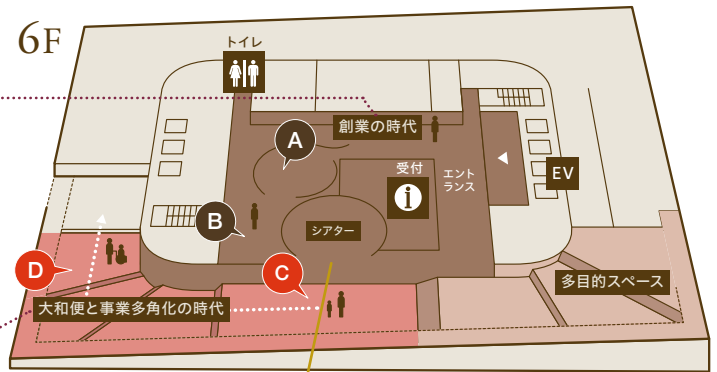 6F
トイレ
A
創業の時代
受付
i
エント
ランス
EV
B
シアター
D
C
多目的スペース
大和便と事業多角化の時代